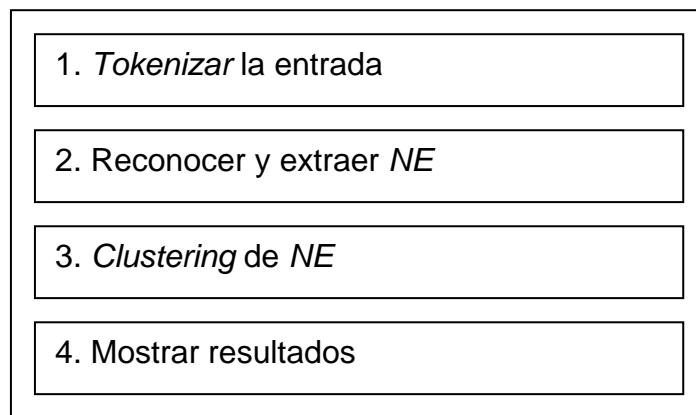 1. Tokenizar la entrada
2. Reconocer y extraer NE
3. Clustering de NE
4. Mostrar resultados